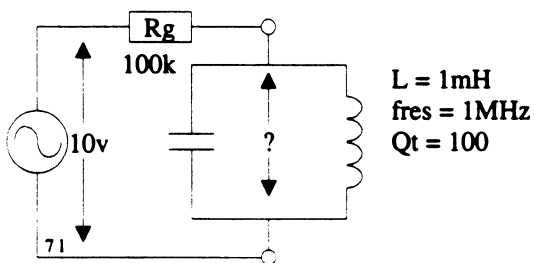 Rg
100k
10v
?
L = 1mH
fres = 1MHz
Qt = 100
71